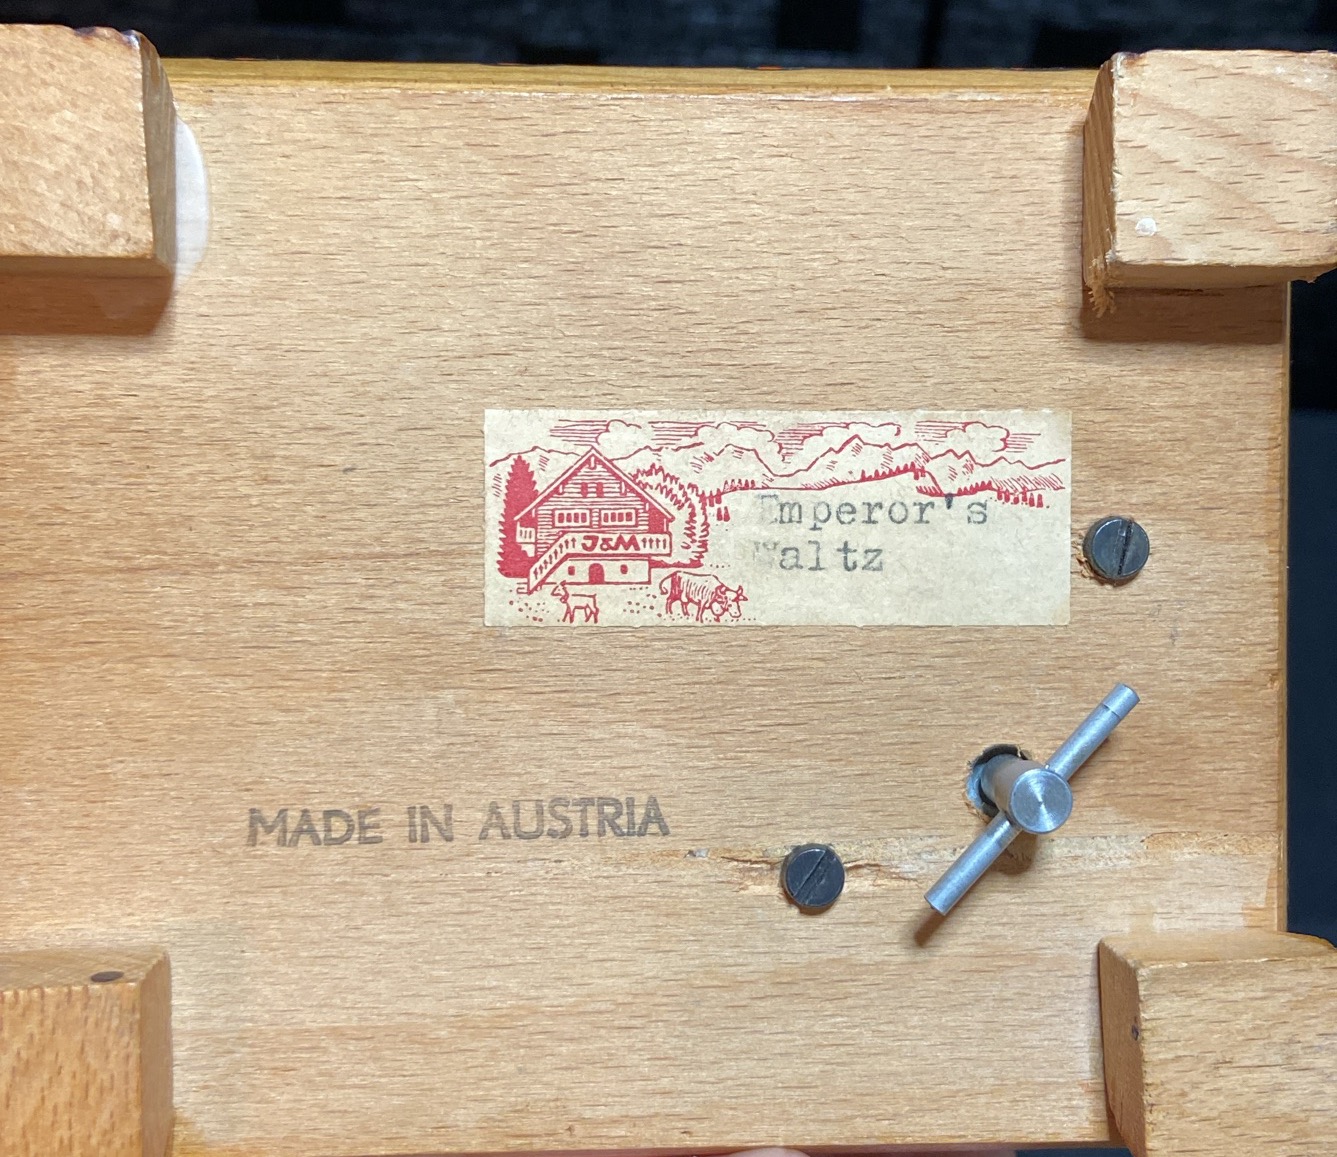 J&M
Emperor's
Waltz
MADE IN AUSTRIA